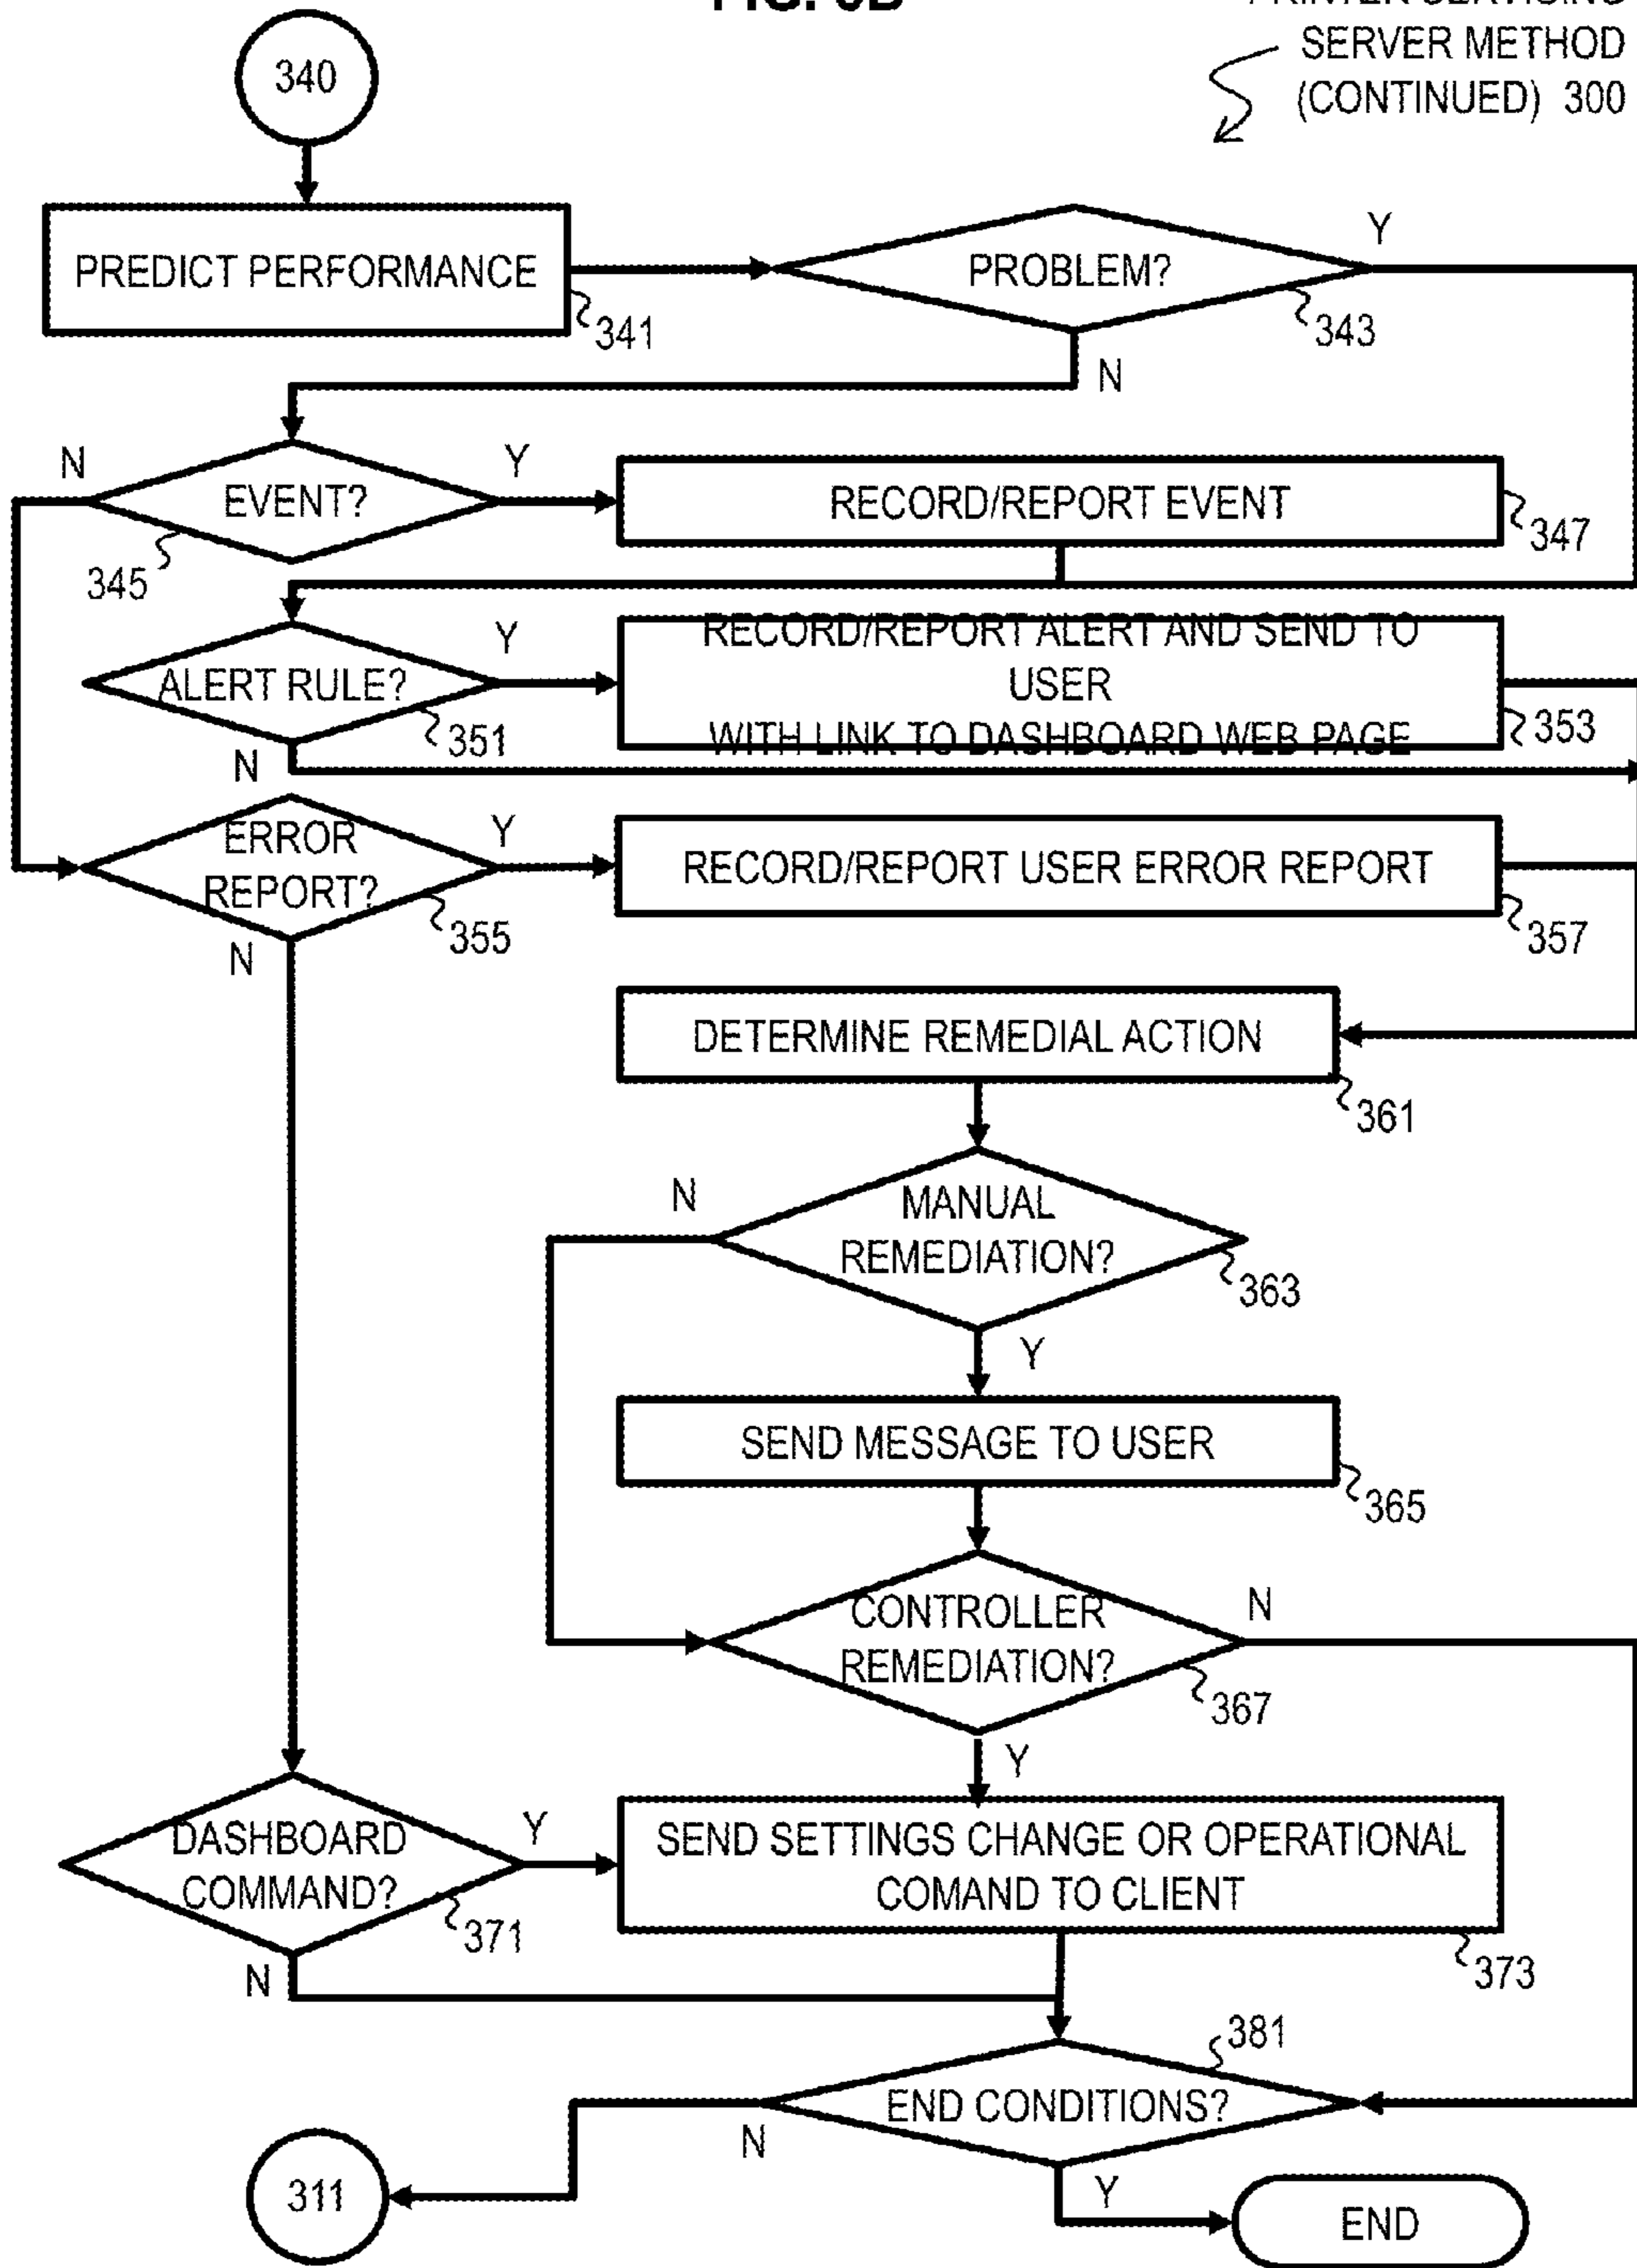 340
SERVER METHOD
(CONTINUED) 300
PREDICT PERFORMANCE
341
PROBLEM?
Y
343
N
N
EVENT?
Y
345
RECORD/REPORT EVENT
347
ALERT RULE?
Y
351
N
RECORD/REPORT ALERT AND SEND TO
USER
WITH LINK TO DASHBOARD WEB PAGE
353
ERROR
REPORT?
Y
355
N
RECORD/REPORT USER ERROR REPORT
357
DETERMINE REMEDIAL ACTION
361
N
MANUAL
REMEDIATION?
363
Y
SEND MESSAGE TO USER
365
CONTROLLER
REMEDIATION?
N
367
Y
DASHBOARD
COMMAND?
Y
371
N
SEND SETTINGS CHANGE OR OPERATIONAL
COMAND TO CLIENT
373
381
END CONDITIONS?
N
Y
311
END